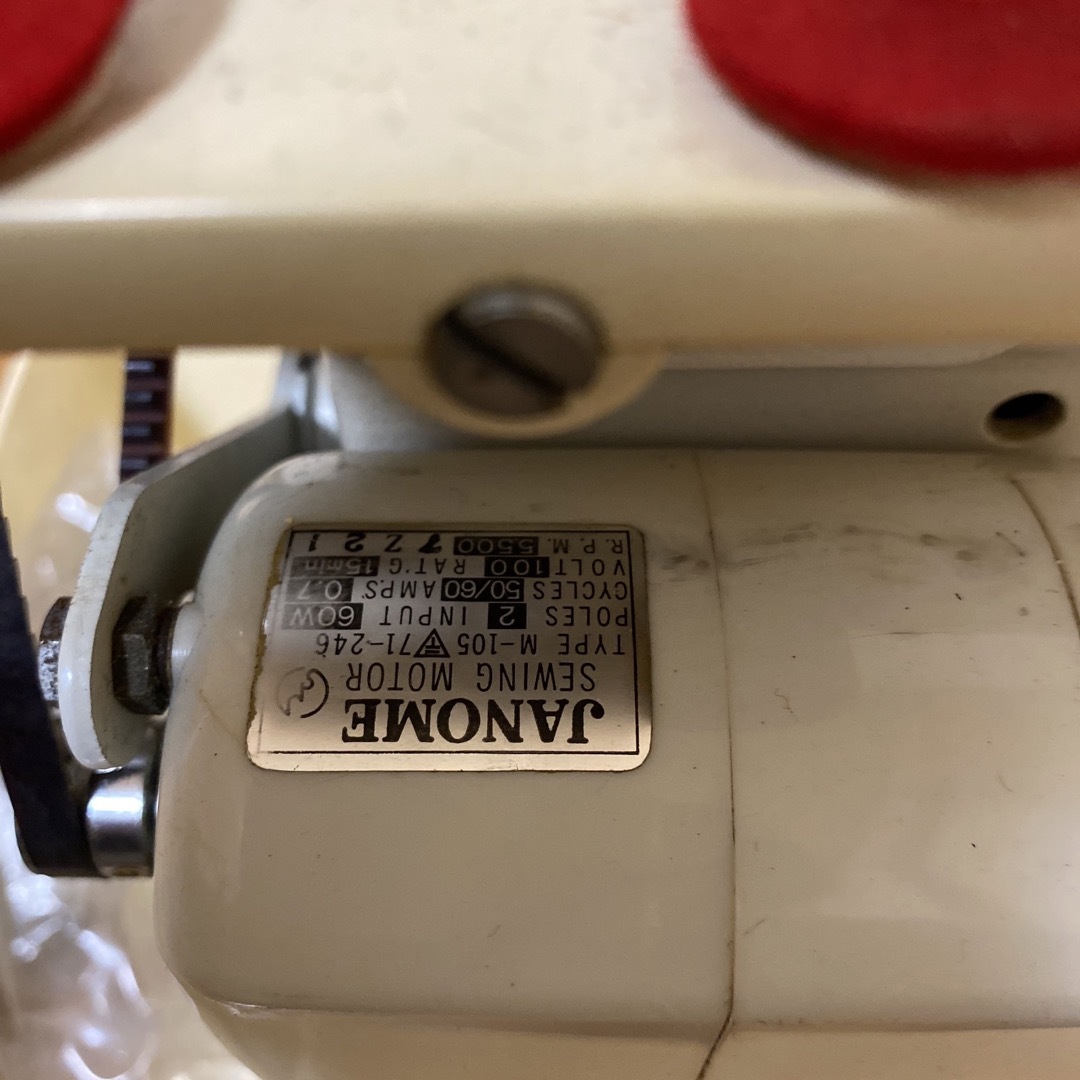 JANOME
SEWING MOTOR
TYPE M-105 71-246
POLES 2 INPUT 60W
CYCLES 50/60 AMPS 0.7
VOLT 100 RAT'G 15min.
R.P.M. 5500 7Z21